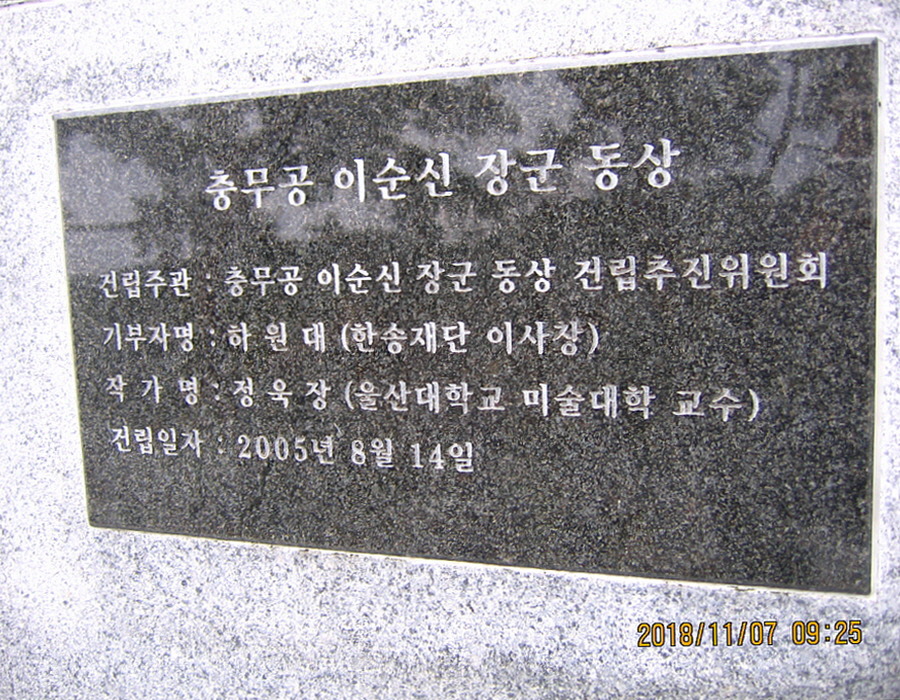 충무공 이순신 장군 동상
건립주관 : 충무공 이순신 장군 동상 건립추진위원회
기부자명 : 하 원 대 (한송재단 이사장)
작 가 명 : 정 욱 장 (울산대학교 미술대학 교수)
건립일자 : 2005년 8월 14일
2018/11/07 09:25